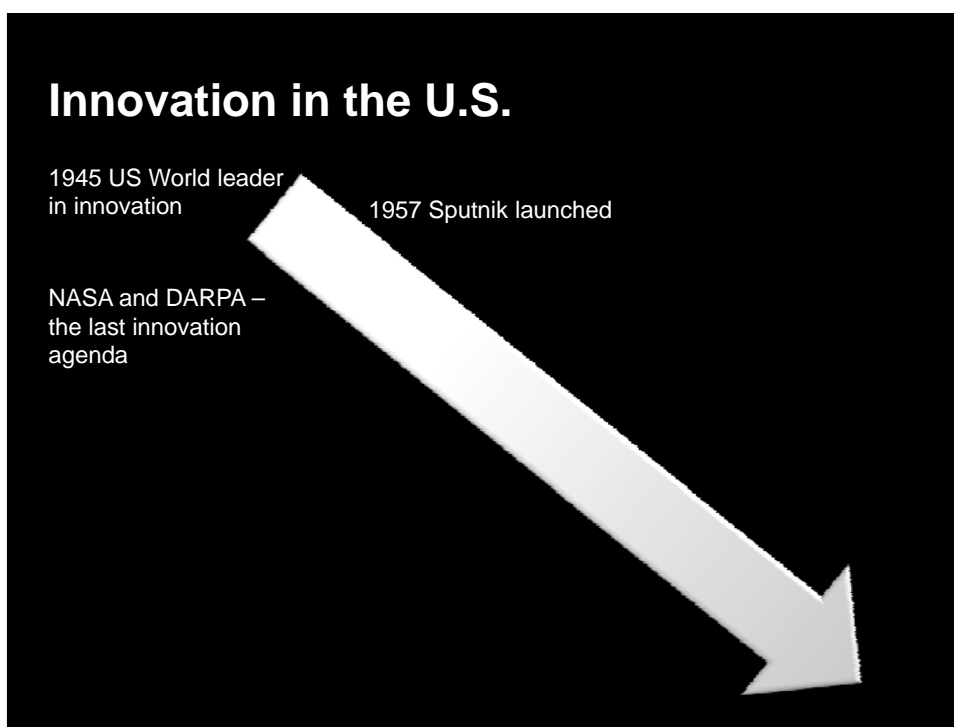 Innovation in the U.S.
1945 US World leader
in innovation
1957 Sputnik launched
NASA and DARPA –
the last innovation
agenda